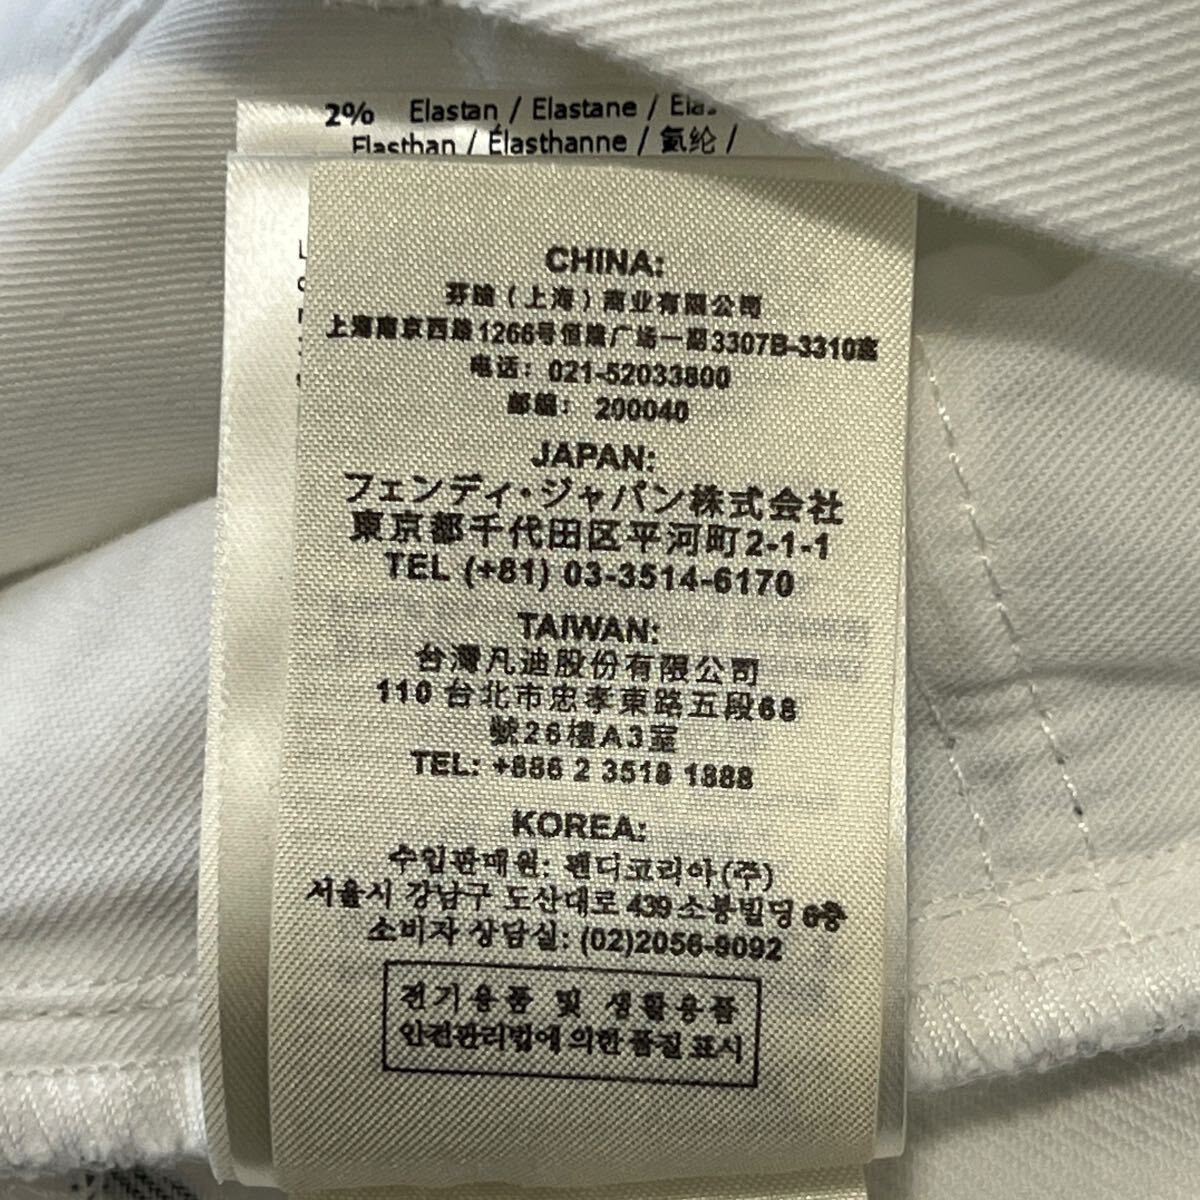 2% Elastan / Elastane /
Elasthan / Élasthanne / 氨纶 /
CHINA:
芬迪（上海）商业有限公司
上海南京西路1266号恒隆广场一期3307B-3310室
电话: 021-52033800
邮编: 200040
JAPAN:
フェンディ・ジャパン株式会社
東京都千代田区平河町2-1-1
TEL (+81) 03-3514-6170
TAIWAN:
台灣凡迪股份有限公司
110 台北市忠孝東路五段68
號26樓A3室
TEL: +886 2 3518 1888
KOREA:
수입판매원: 펜디코리아(주)
서울시 강남구 도산대로 439 소봉빌딩 6층
소비자 상담실: (02)2056-9092
전기용품 및 생활용품
안전관리법에 의한 품질 표시